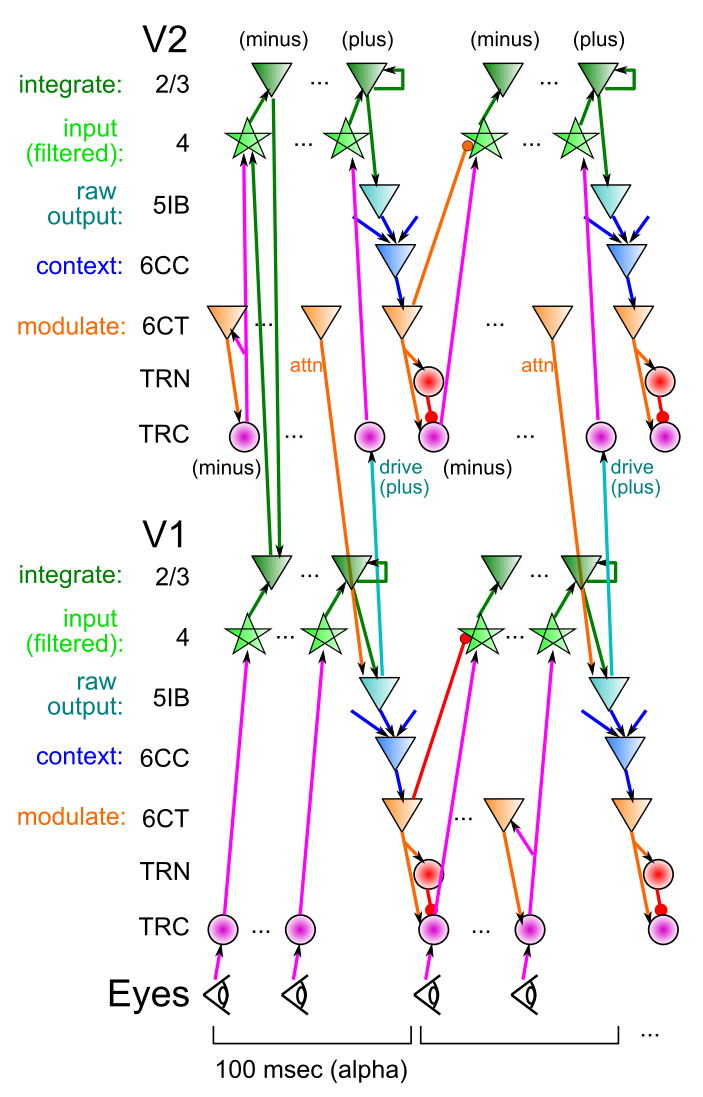 V2
(minus) (plus) (minus) (plus)
integrate: 2/3 ... ...
input
(filtered): 4 ... ...
raw
output: 5IB
context: 6CC
modulate: 6CT ... ...
attn attn
TRN
TRC ... ...
(minus) drive (minus) drive
(plus) (plus)
V1
integrate: 2/3 ... ...
input
(filtered): 4 ... ...
raw
output: 5IB
context: 6CC
modulate: 6CT ...
TRN
TRC ... ...
Eyes
...
100 msec (alpha)